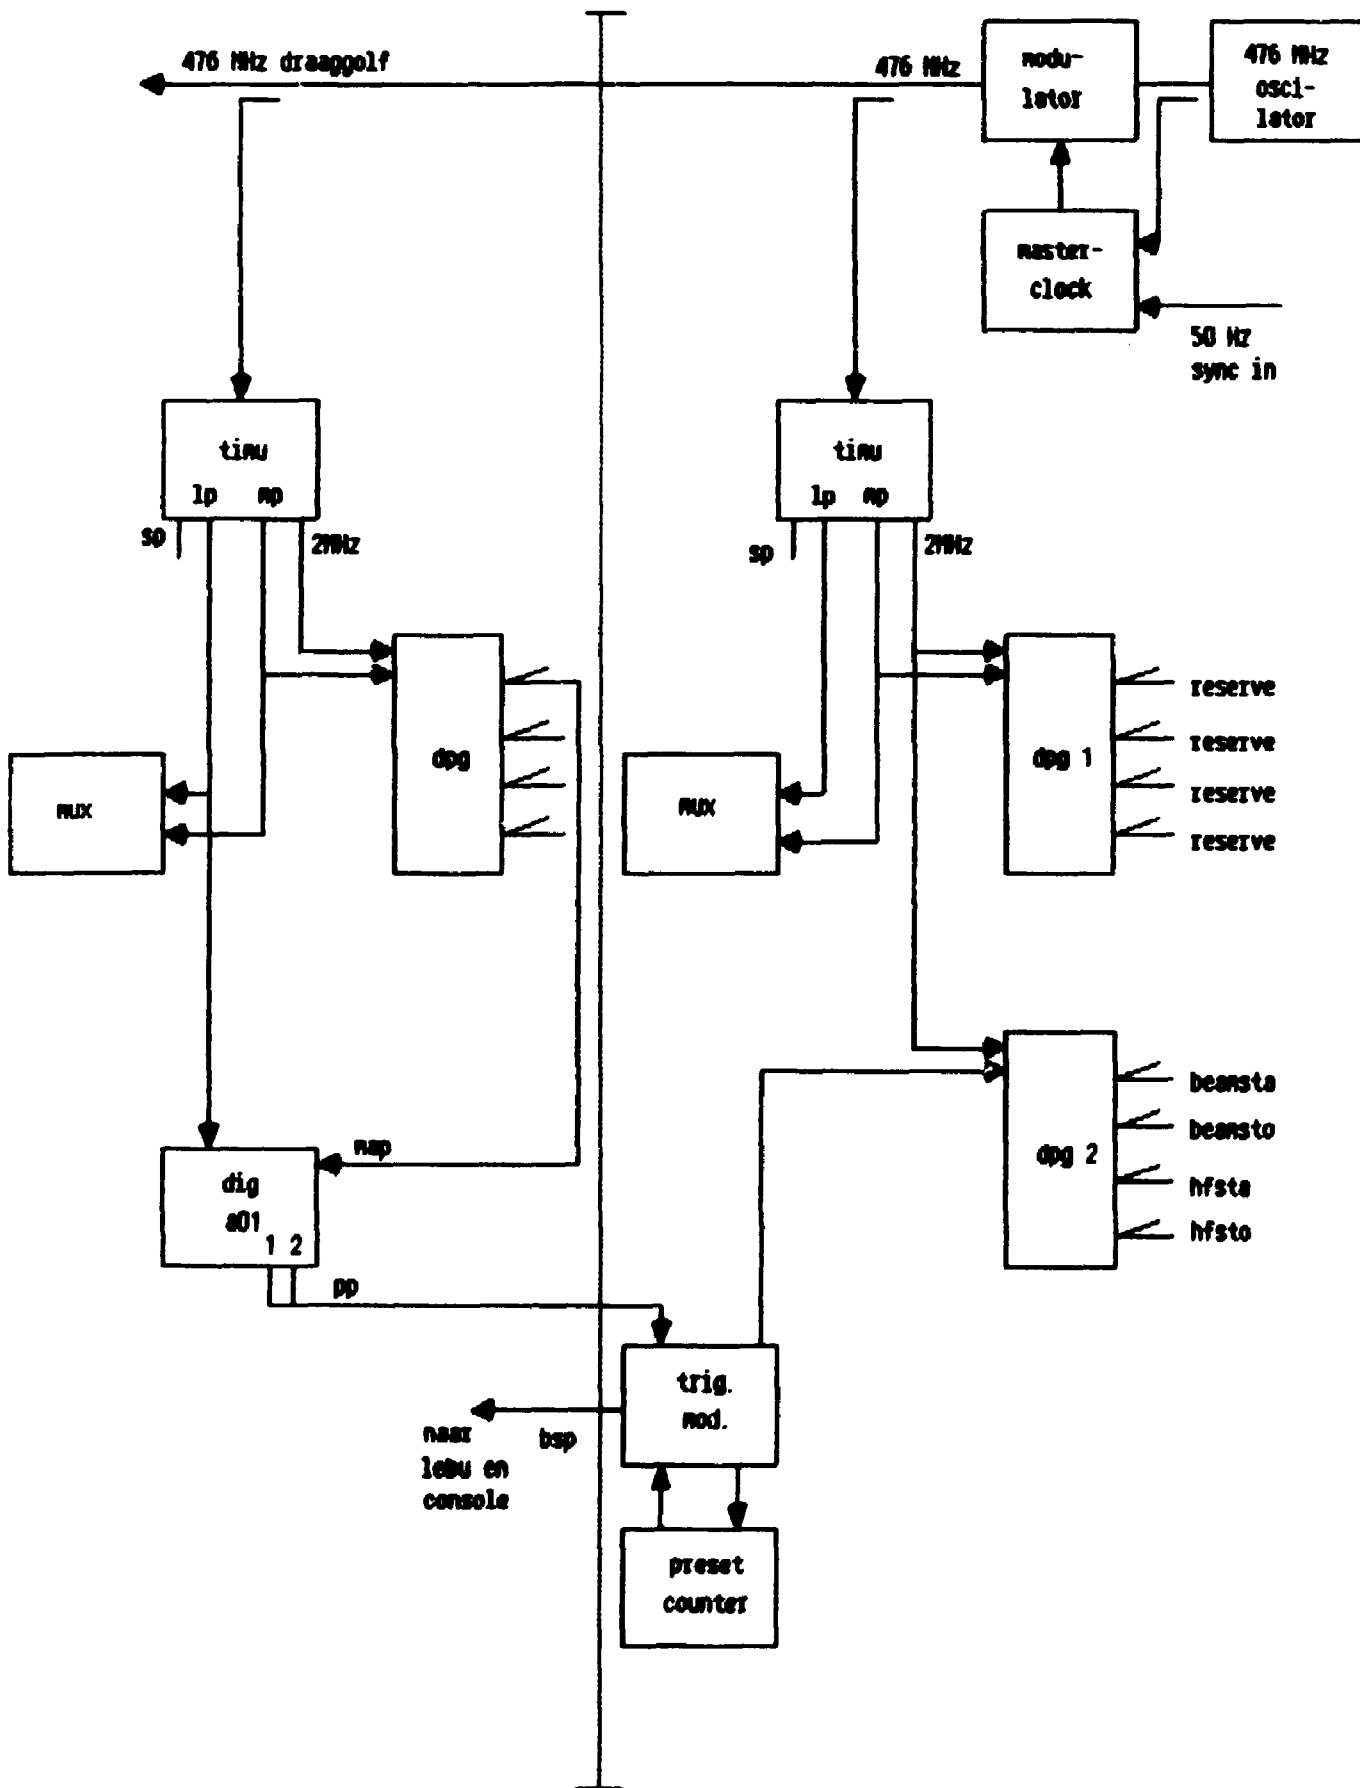 476 MHz draaggolf
476 MHz
modu-
lator
476 MHz
osci-
lator
master-
clock
50 Hz
sync in
timu
lp mp
sp
2MHz
timu
lp mp
sp
2MHz
mux
dpg
mux
dpg 1
reserve
reserve
reserve
reserve
map
dig
a01
1 2
pp
dpg 2
beamsta
beamsto
hfsta
hfsto
trig.
mod.
bsp
naar
lebu en
console
preset
counter